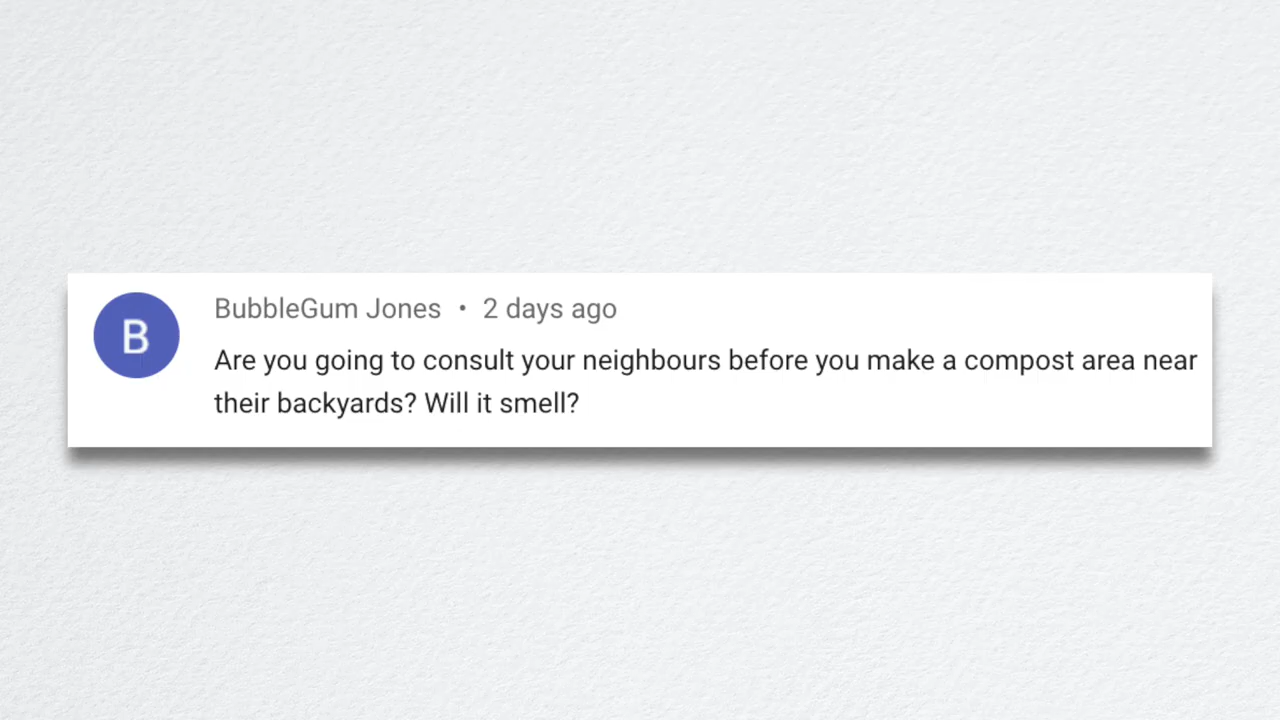 B
BubbleGum Jones • 2 days ago
Are you going to consult your neighbours before you make a compost area near
their backyards? Will it smell?